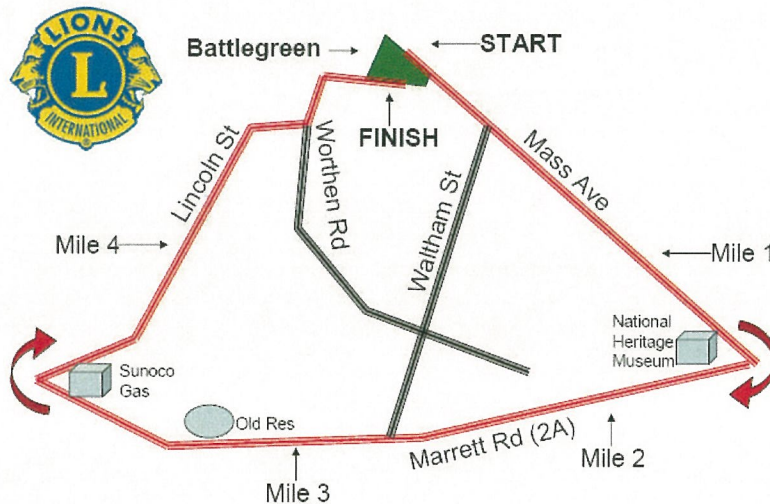 LIONS
L
INTERNATIONAL
®
Battlegreen
START
FINISH
Lincoln St
Worthen Rd
Waltham St
Mass Ave
Mile 4
Mile 1
National
Heritage
Museum
Sunoco
Gas
Old Res
Marrett Rd (2A)
Mile 2
Mile 3